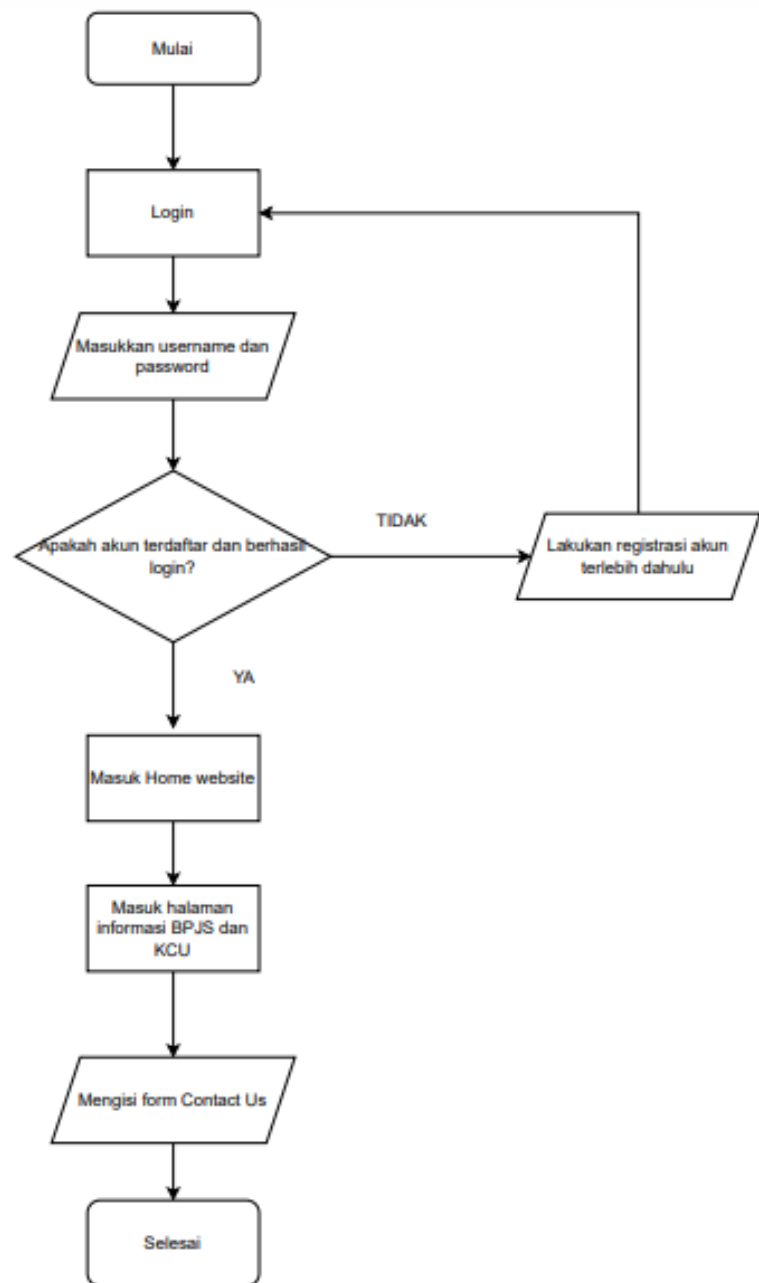 Mulai
Login
Masukkan username dan
password
Apakah akun terdaftar dan berhasil
login?
TIDAK
Lakukan registrasi akun
terlebih dahulu
YA
Masuk Home website
Masuk halaman
informasi BPJS dan
KCU
Mengisi form Contact Us
Selesai